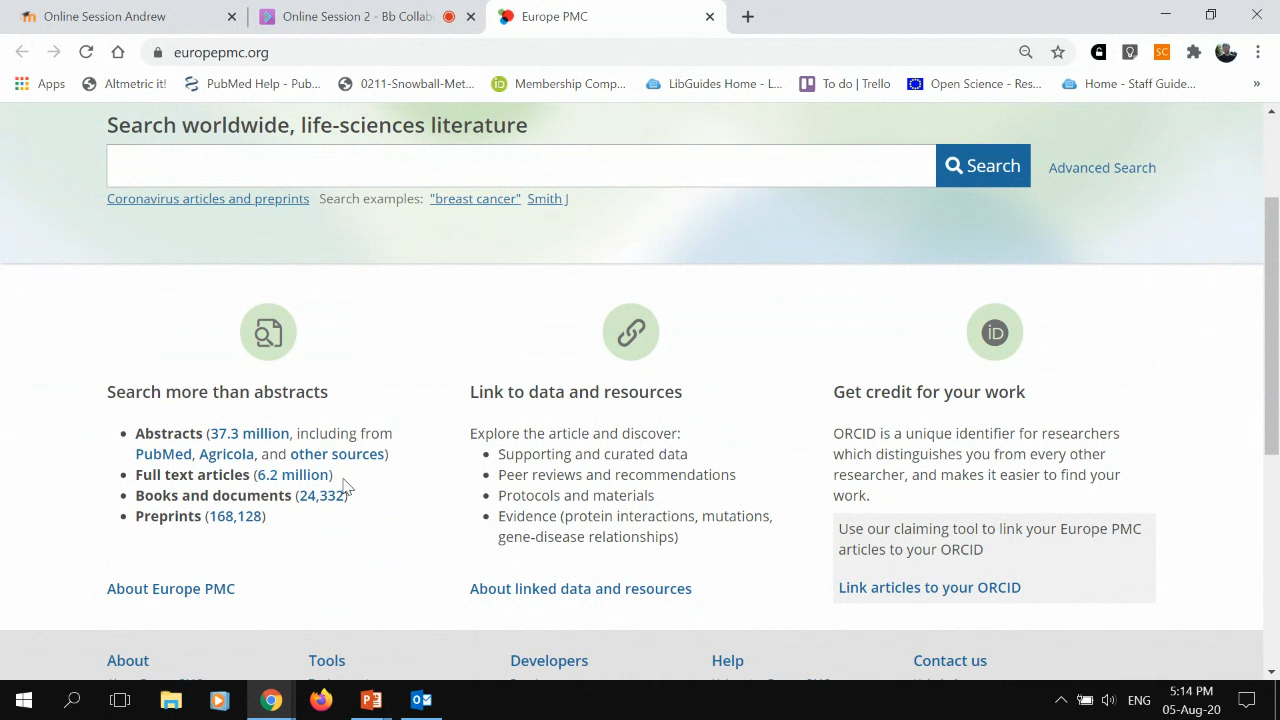 Online Session Andrew
Online Session 2 - Bb Collab
Europe PMC
europepmc.org
SC
Apps
Altmetric it!
PubMed Help - Pub...
0211-Snowball-Met...
Membership Comp...
LibGuides Home - L...
To do | Trello
Open Science - Res...
Home - Staff Guide...
»
Search worldwide, life-sciences literature
Search
Advanced Search
Coronavirus articles and preprints Search examples: "breast cancer" Smith J
iD
Search more than abstracts
Abstracts (37.3 million, including from
PubMed, Agricola, and other sources)
Full text articles (6.2 million)
Books and documents (24,332)
Preprints (168,128)
About Europe PMC
Link to data and resources
Explore the article and discover:
Supporting and curated data
Peer reviews and recommendations
Protocols and materials
Evidence (protein interactions, mutations,
gene-disease relationships)
About linked data and resources
Get credit for your work
ORCID is a unique identifier for researchers
which distinguishes you from every other
researcher, and makes it easier to find your
work.
Use our claiming tool to link your Europe PMC
articles to your ORCID
Link articles to your ORCID
About
Tools
Developers
Help
Contact us
ENG
5:14 PM
05-Aug-20